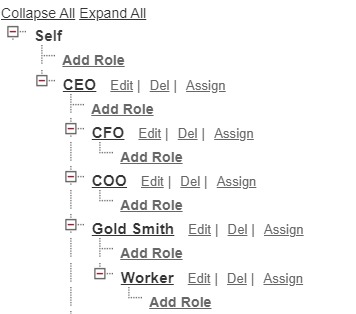 Collapse All Expand All
Self
Add Role
CEO Edit | Del | Assign
Add Role
CFO Edit | Del | Assign
Add Role
COO Edit | Del | Assign
Add Role
Gold Smith Edit | Del | Assign
Add Role
Worker Edit | Del | Assign
Add Role